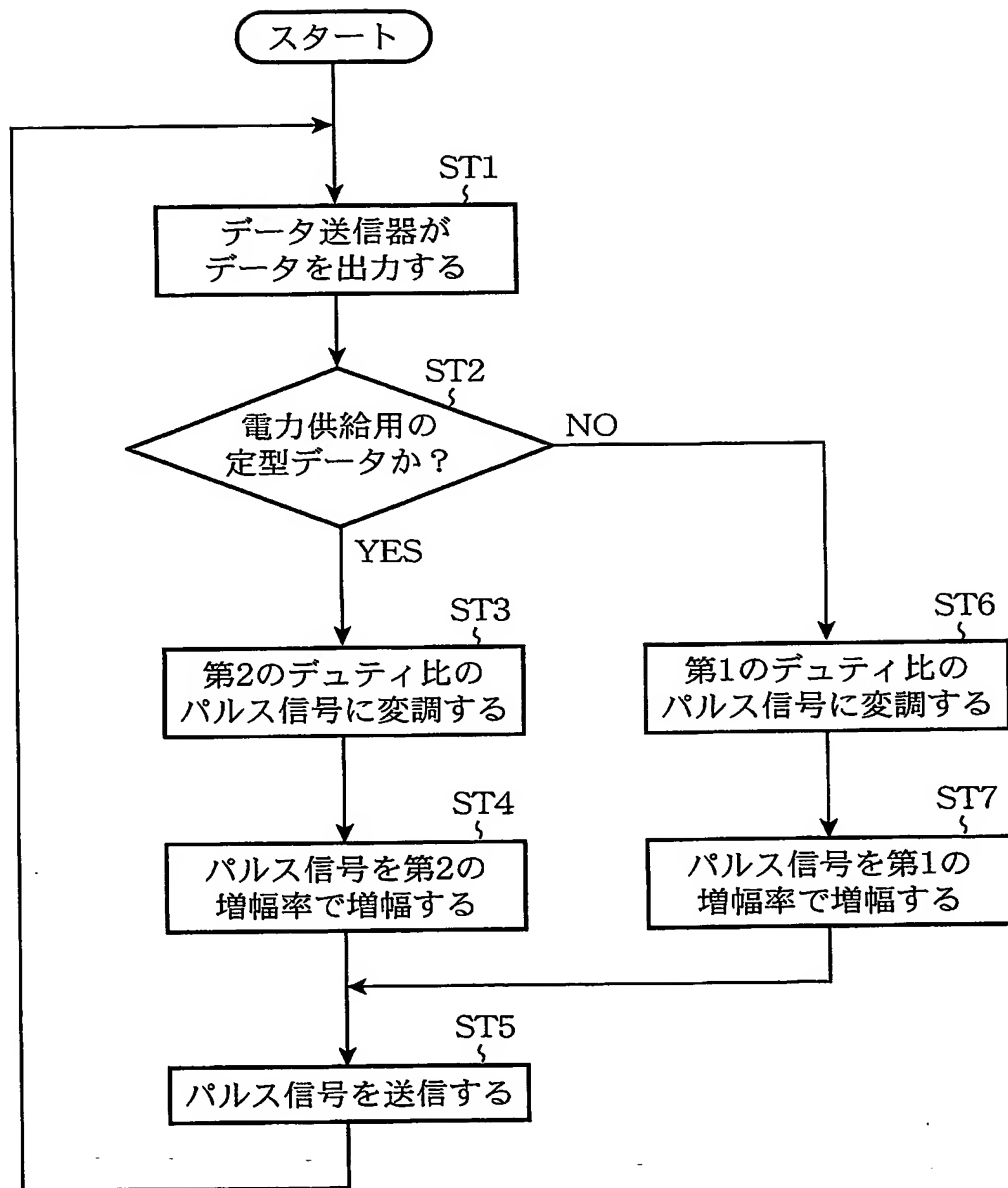 スタート
ST1
データ送信器が
データを出力する
ST2
電力供給用の
定型データか？
NO
YES
ST3
第2のデュティ比の
パルス信号に変調する
ST6
第1のデュティ比の
パルス信号に変調する
ST4
パルス信号を第2の
増幅率で増幅する
ST7
パルス信号を第1の
増幅率で増幅する
ST5
パルス信号を送信する